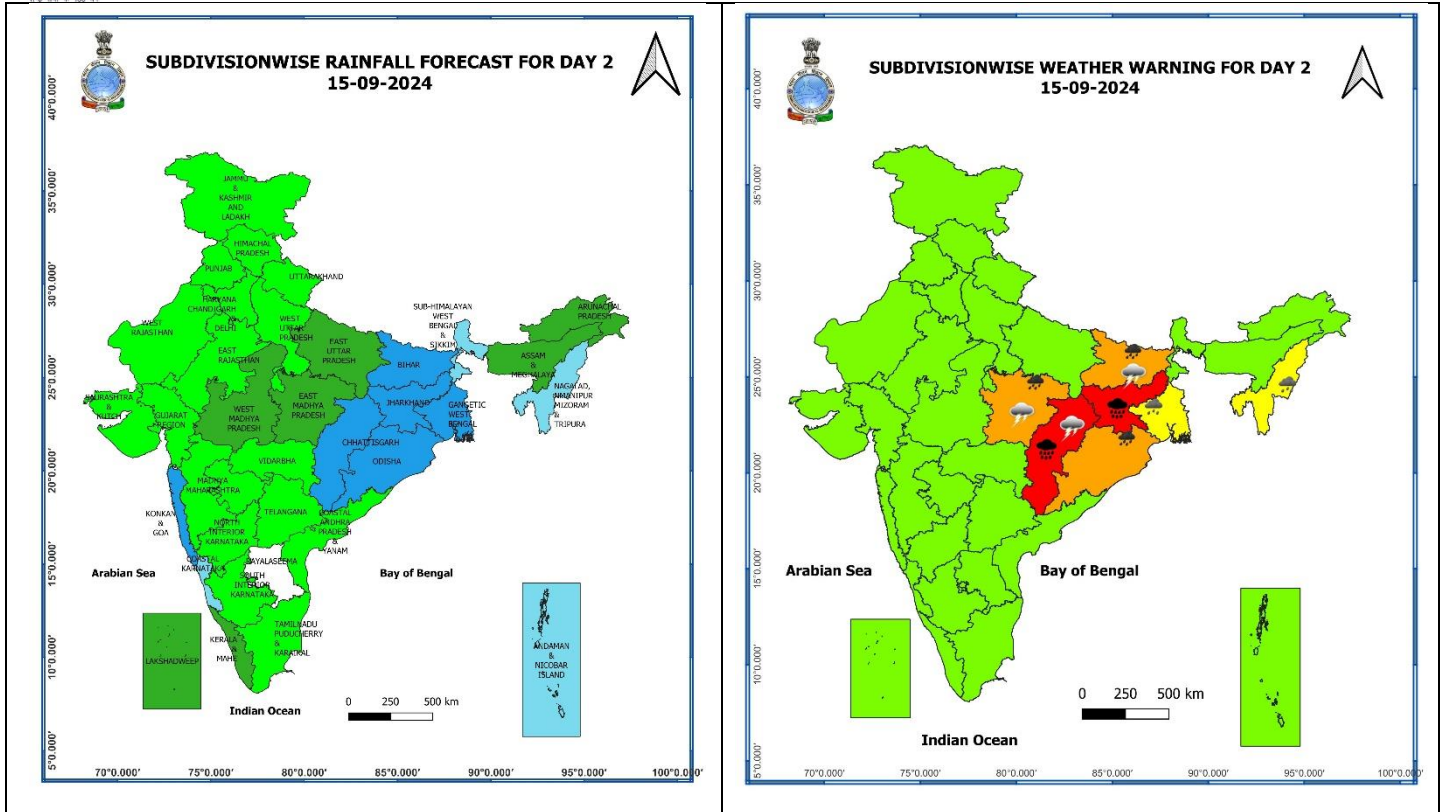 SUBDIVISIONWISE RAINFALL FORECAST FOR DAY 2
15-09-2024
40°0.000'
35°0.000'
30°0.000'
25°0.000'
20°0.000'
15°0.000'
10°0.000'
5°0.000'
JAMMU
&
KASHMIR
AND
LADAKH
HIMACHAL
PRADESH
PUNJAB
UTTARAKHAND
HARYANA
CHANDIGARH
&
DELHI
WEST
RAJASTHAN
WEST
UTTAR
PRADESH
EAST
RAJASTHAN
EAST
UTTAR
PRADESH
SUB-HIMALAYAN
WEST
BENGAL
&
SIKKIM
ARUNACHAL
PRADESH
ASSAM
&
MEGHALAYA
MIZORAM
&
TRIPURA
BIHAR
JHARKHAND
GANGETIC
WEST
BENGAL
SAURASHTRA
&
KUTCH
GUJARAT
REGION
WEST
MADHYA
PRADESH
EAST
MADHYA
PRADESH
CHHATTISGARH
ODISHA
VIDARBHA
MADHYA
MAHARASHTRA
KONKAN
&
GOA
NORTH
INTERIOR
KARNATAKA
TELANGANA
COASTAL
ANDHRA
PRADESH
&
YANAM
COASTAL
KARNATAKA
RAYALASEEMA
SOUTH
INTERIOR
KARNATAKA
TAMILNADU
PUDUCHERRY
&
KARAIKAL
KERALA
&
MAHE
LAKSHADWEEP
ANDAMAN
&
NICOBAR
ISLAND
Arabian Sea
Bay of Bengal
Indian Ocean
0 250 500 km
70°0.000' 75°0.000' 80°0.000' 85°0.000' 90°0.000' 95°0.000' 100°0.000'
SUBDIVISIONWISE WEATHER WARNING FOR DAY 2
15-09-2024
40°0.000'
35°0.000'
30°0.000'
25°0.000'
20°0.000'
15°0.000'
10°0.000'
5°0.000'
Arabian Sea
Bay of Bengal
Indian Ocean
0 250 500 km
70°0.000' 75°0.000' 80°0.000' 85°0.000' 90°0.000' 95°0.000' 100°0.000'